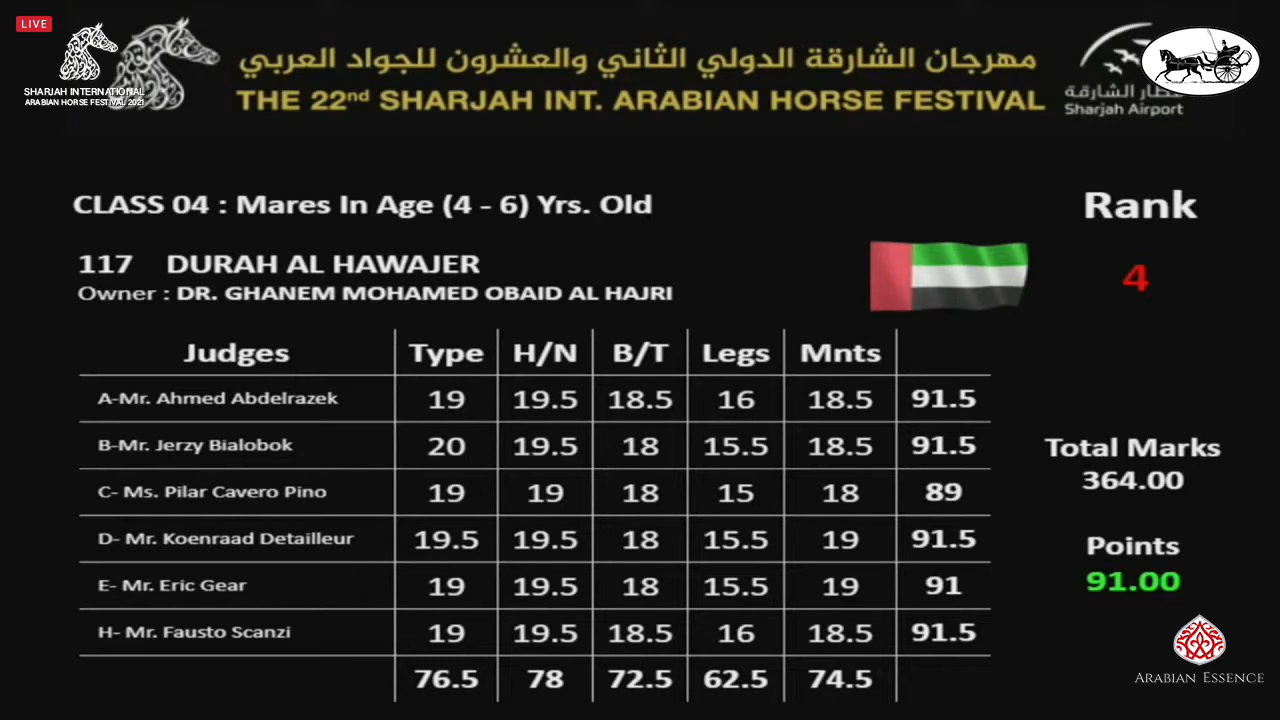 LIVE
SHARJAH INTERNATIONAL
ARABIAN HORSE FESTIVAL 2021
مهرجان الشارقة الدولي الثاني والعشرون للجواد العربي
THE 22nd SHARJAH INT. ARABIAN HORSE FESTIVAL
الشارقة
Sharjah Airport
CLASS 04 : Mares In Age (4 - 6) Yrs. Old
Rank
117 DURAH AL HAWAJER
4
Owner : DR. GHANEM MOHAMED OBAID AL HAJRI
Judges Type H/N B/T Legs Mnts
A-Mr. Ahmed Abdelrazek 19 19.5 18.5 16 18.5 91.5
B-Mr. Jerzy Bialobok 20 19.5 18 15.5 18.5 91.5
C- Ms. Pilar Cavero Pino 19 19 18 15 18 89
D- Mr. Koenraad Detailleur 19.5 19.5 18 15.5 19 91.5
E- Mr. Eric Gear 19 19.5 18 15.5 19 91
H- Mr. Fausto Scanzi 19 19.5 18.5 16 18.5 91.5
76.5 78 72.5 62.5 74.5
Total Marks
364.00
Points
91.00
ARABIAN ESSENCE